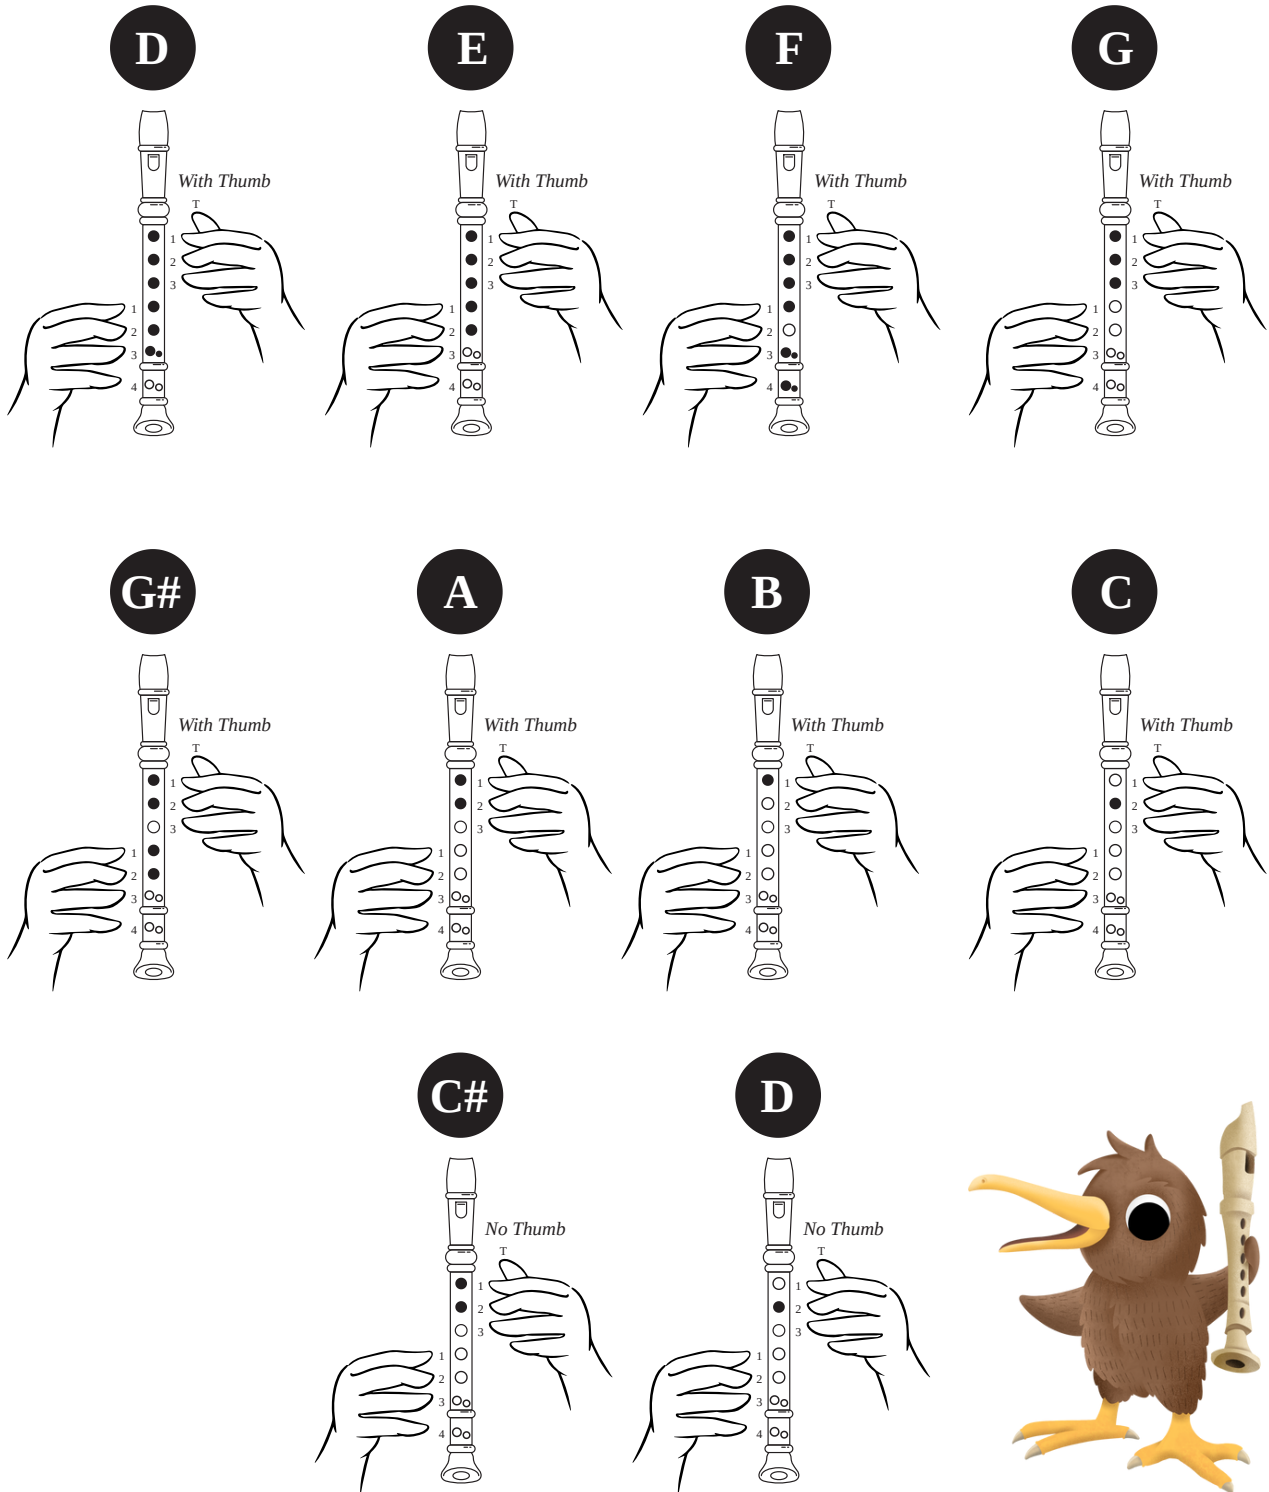 D E F G
With Thumb With Thumb With Thumb With Thumb
T T T T
1 1 1 1
2 2 2 2
3 3 3 3
1 1 1 1
2 2 2 2
3 3 3 3
4 4 4 4
G# A B C
With Thumb With Thumb With Thumb With Thumb
T T T T
1 1 1 1
2 2 2 2
3 3 3 3
1 1 1 1
2 2 2 2
3 3 3 3
4 4 4 4
C# D
No Thumb No Thumb
T T
1 1
2 2
3 3
1 1
2 2
3 3
4 4